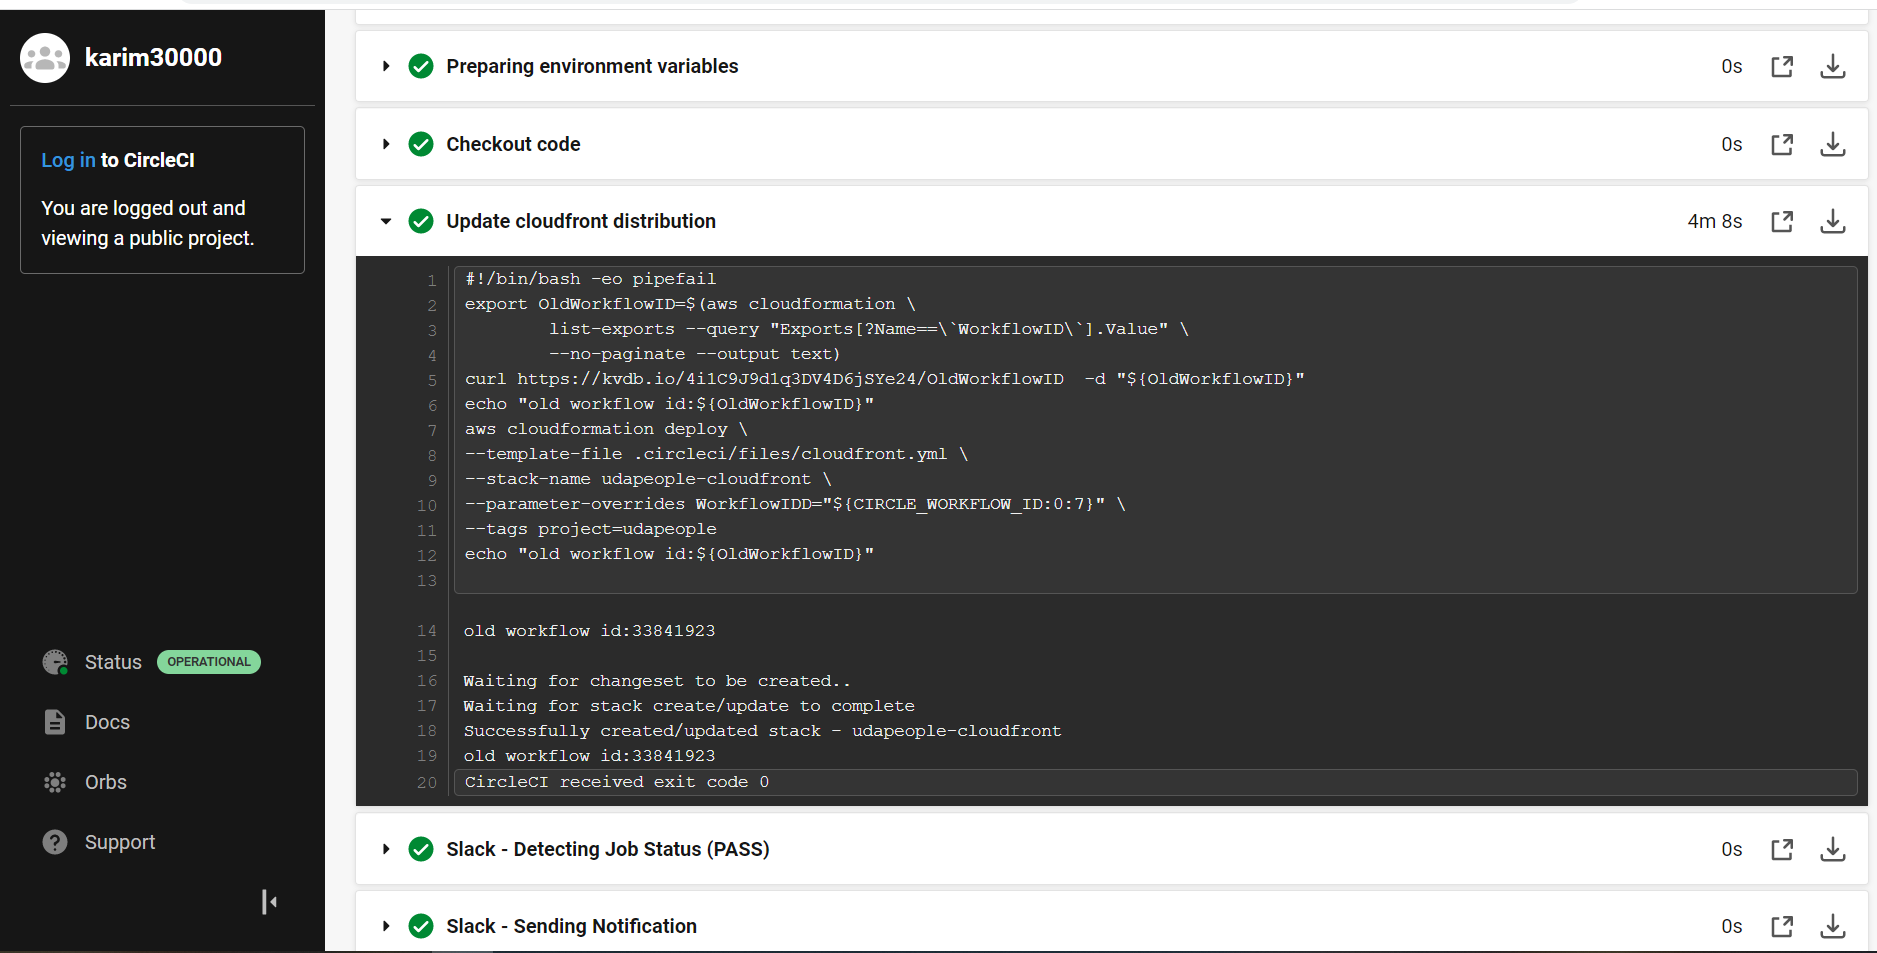 karim30000
Log in to CircleCI
You are logged out and
viewing a public project.
Status OPERATIONAL
Docs
Orbs
Support
Preparing environment variables 0s
Checkout code 0s
Update cloudfront distribution 4m 8s
1 #!/bin/bash -eo pipefail
2 export OldWorkflowID=$(aws cloudformation \
3 list-exports --query "Exports[?Name==\`WorkflowID\`].Value" \
4 --no-paginate --output text)
5 curl https://kvdb.io/4i1C9J9d1q3DV4D6jSYe24/OldWorkflowID  -d "${OldWorkflowID}"
6 echo "old workflow id:${OldWorkflowID}"
7 aws cloudformation deploy \
8 --template-file .circleci/files/cloudfront.yml \
9 --stack-name udapeople-cloudfront \
10 --parameter-overrides WorkflowIDD="${CIRCLE_WORKFLOW_ID:0:7}" \
11 --tags project=udapeople
12 echo "old workflow id:${OldWorkflowID}"
13
14 old workflow id:33841923
15
16 Waiting for changeset to be created..
17 Waiting for stack create/update to complete
18 Successfully created/updated stack - udapeople-cloudfront
19 old workflow id:33841923
20 CircleCI received exit code 0
Slack - Detecting Job Status (PASS) 0s
Slack - Sending Notification 0s